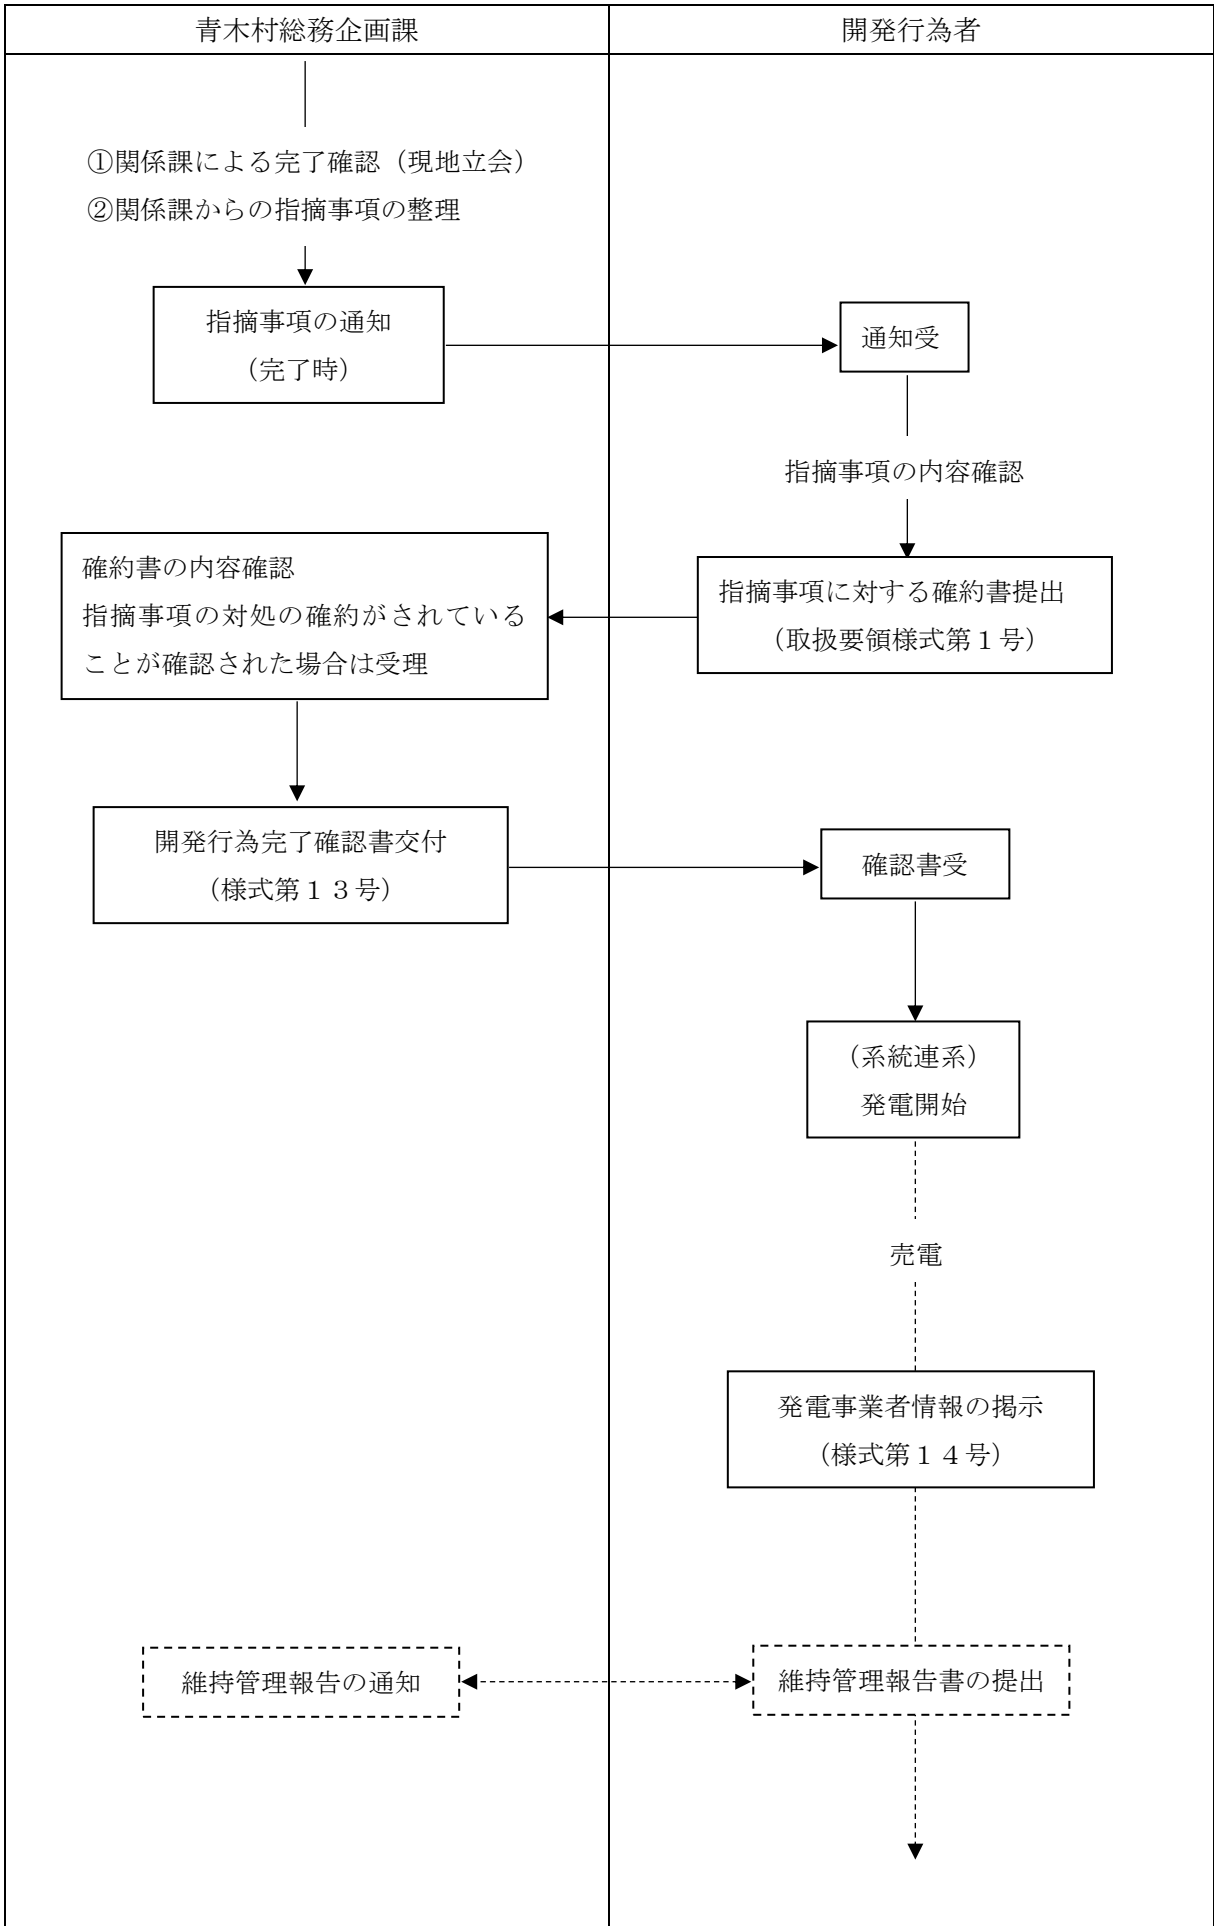 青木村総務企画課
開発行為者
①関係課による完了確認（現地立会）
②関係課からの指摘事項の整理
指摘事項の通知
（完了時）
通知受
指摘事項の内容確認
指摘事項に対する確約書提出
（取扱要領様式第１号）
確約書の内容確認
指摘事項の対処の確約がされている
ことが確認された場合は受理
開発行為完了確認書交付
（様式第１３号）
確認書受
（系統連系）
発電開始
売電
発電事業者情報の掲示
（様式第１４号）
維持管理報告の通知
維持管理報告書の提出